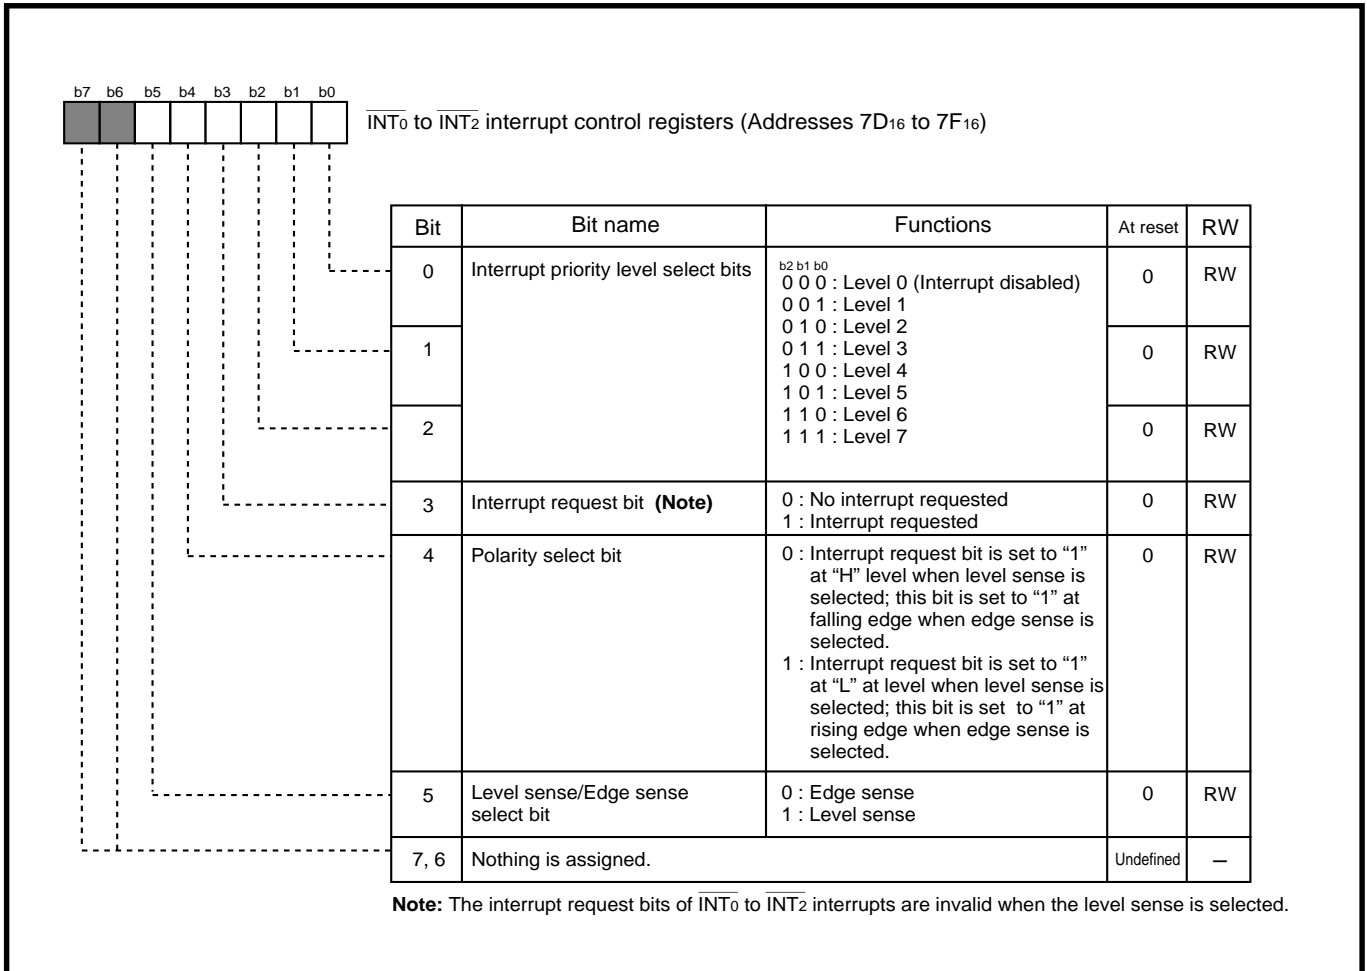 b7 b6 b5 b4 b3 b2 b1 b0
INT0 to INT2 interrupt control registers (Addresses 7D16 to 7F16)
Bit Bit name Functions At reset RW
0 Interrupt priority level select bits b2 b1 b0 0 RW
0 0 0 : Level 0 (Interrupt disabled)
0 0 1 : Level 1
0 1 0 : Level 2
1 0 1 1 : Level 3 0 RW
1 0 0 : Level 4
1 0 1 : Level 5
1 1 0 : Level 6
2 1 1 1 : Level 7 0 RW
3 Interrupt request bit (Note) 0 : No interrupt requested 0 RW
1 : Interrupt requested
4 Polarity select bit 0 : Interrupt request bit is set to “1” 0 RW
at “H” level when level sense is
selected; this bit is set to “1” at
falling edge when edge sense is
selected.
1 : Interrupt request bit is set to “1”
at “L” at level when level sense is
selected; this bit is set to “1” at
rising edge when edge sense is
selected.
5 Level sense/Edge sense 0 : Edge sense 0 RW
select bit 1 : Level sense
7, 6 Nothing is assigned. Undefined –
Note: The interrupt request bits of INT0 to INT2 interrupts are invalid when the level sense is selected.